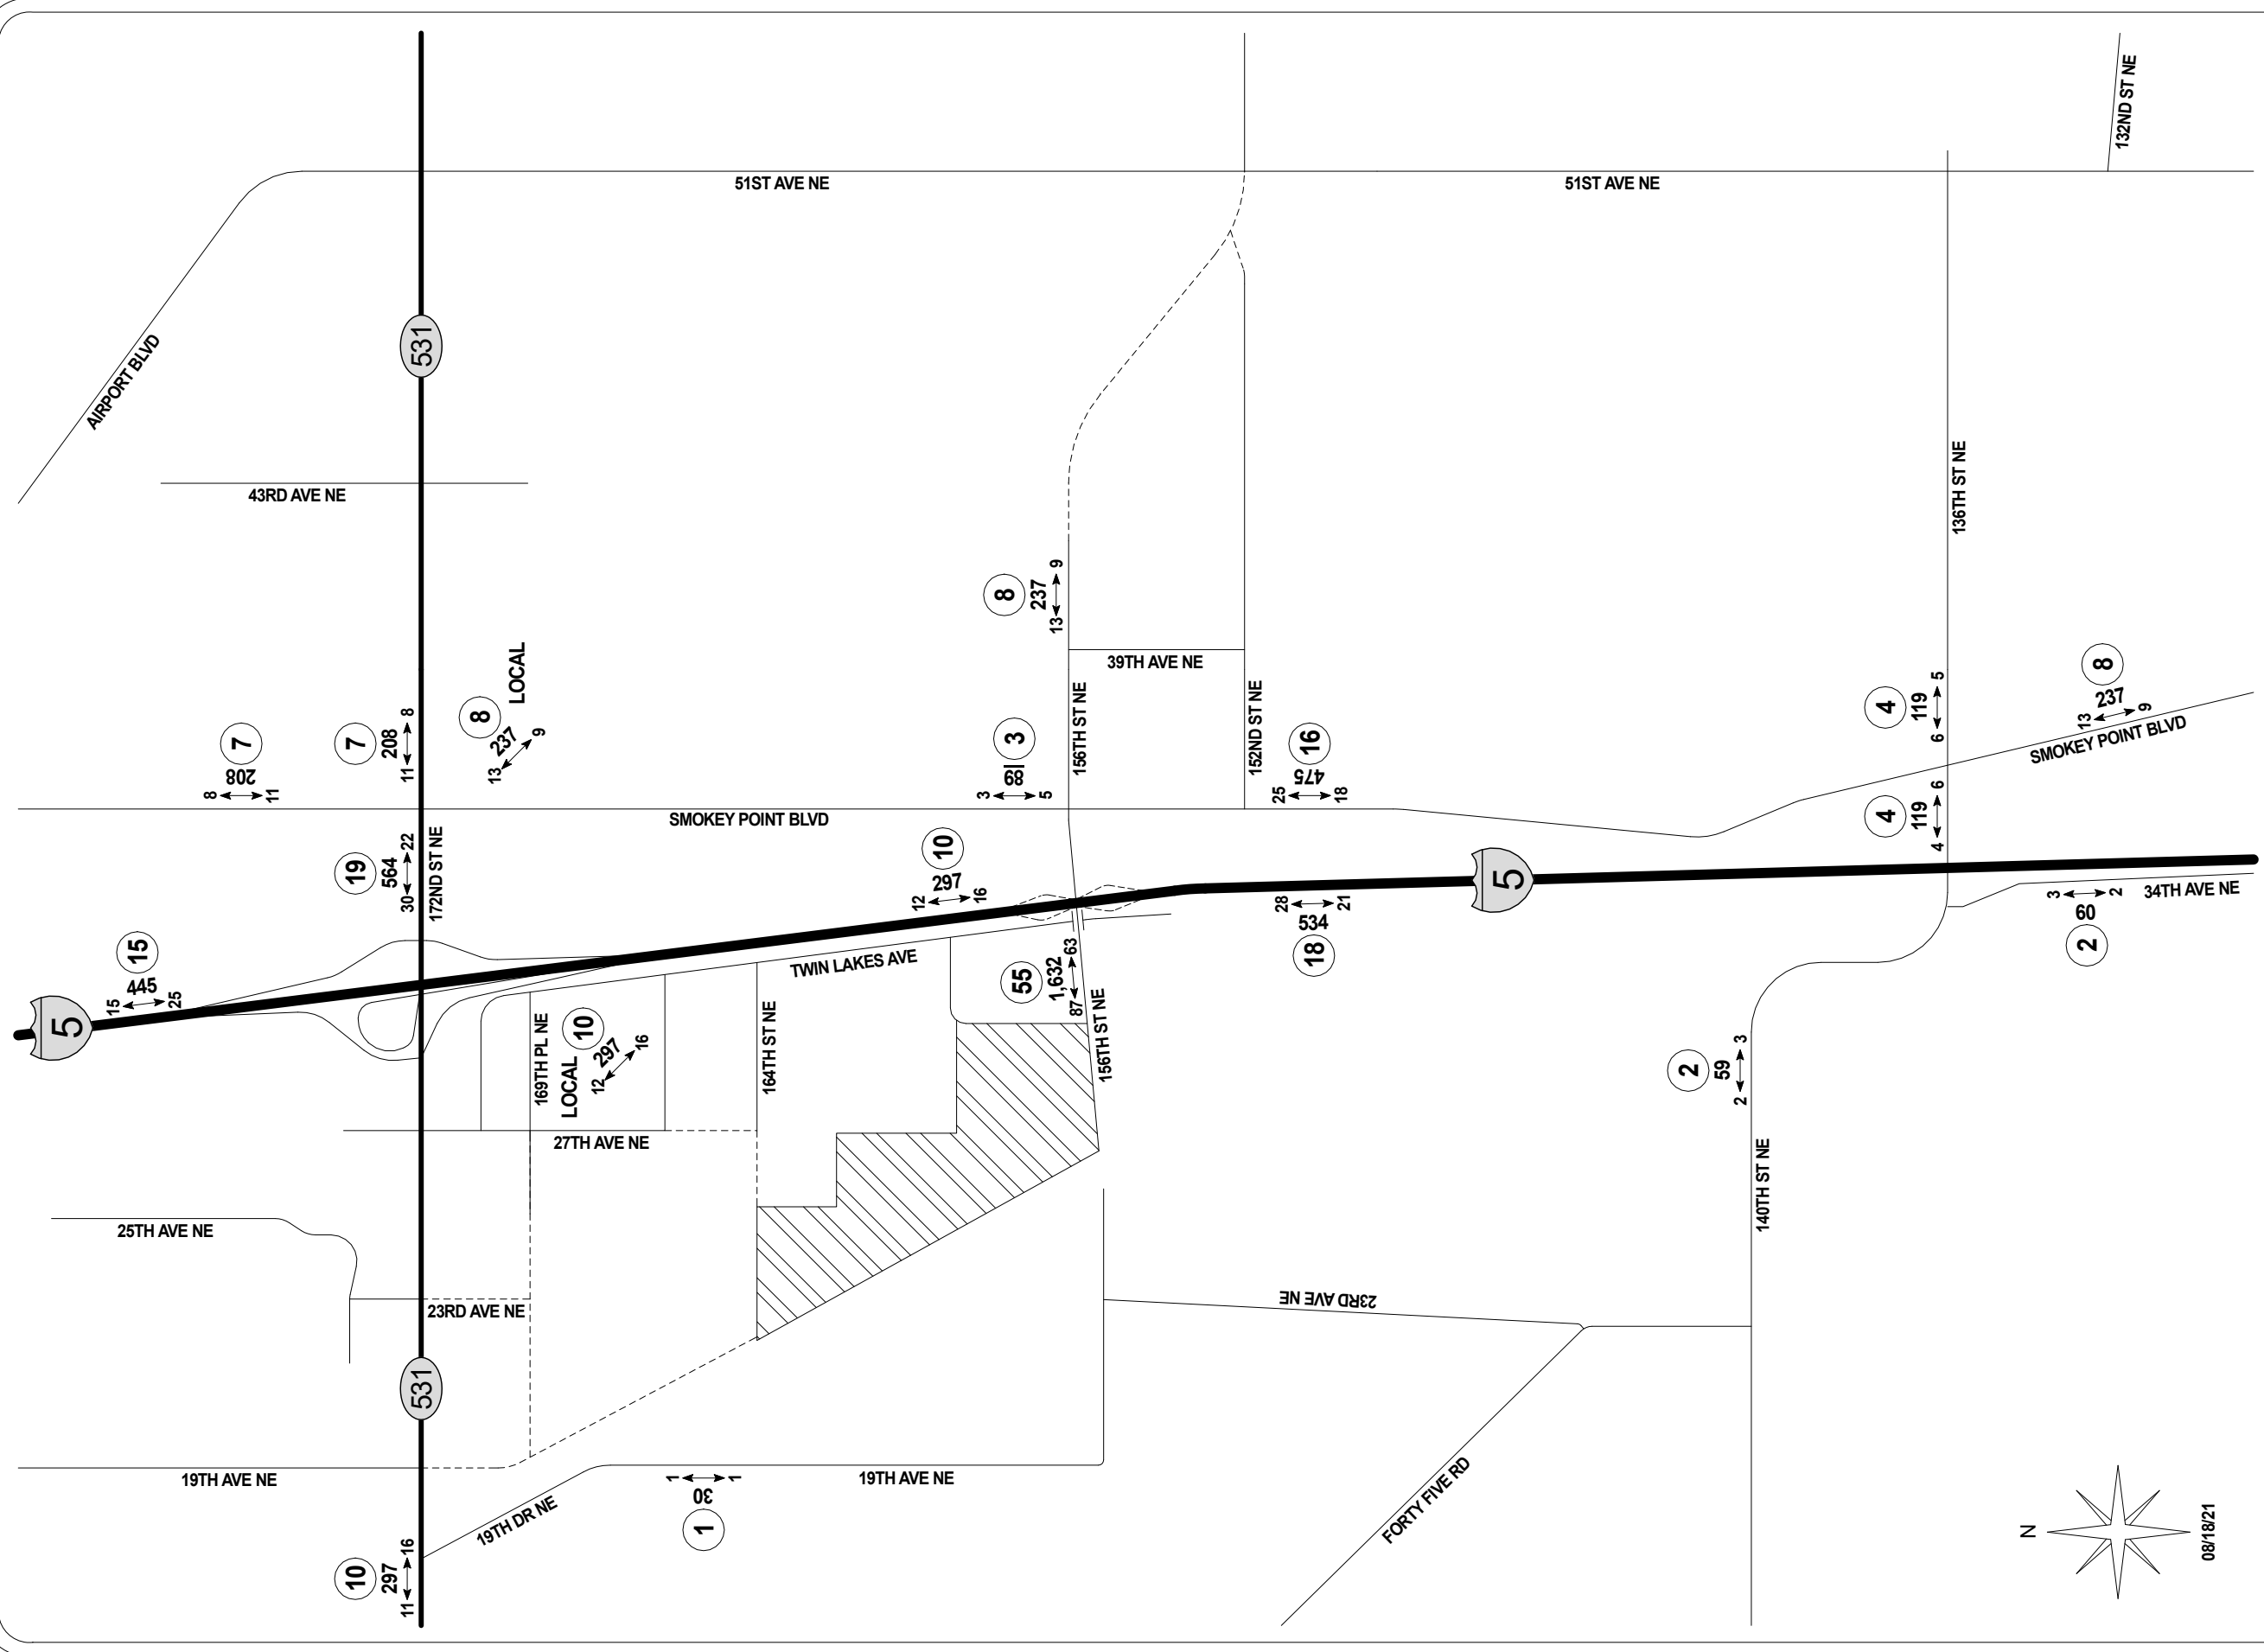 AIRPORT BLVD
51ST AVE NE
51ST AVE NE
132ND ST NE
531
43RD AVE NE
136TH ST NE
8
237
13 9
39TH AVE NE
156TH ST NE
152ND ST NE
7
208
8
11
7
208
11 8
8
237
13
9
LOCAL
3
89
3
5
16
475
25
18
4
119
6 5
8
237
13
9
SMOKEY POINT BLVD
SMOKEY POINT BLVD
19
564
30 22
172ND ST NE
10
297
12
16
4
119
4 6
5
5
15
445
15
25
TWIN LAKES AVE
55
1,632
87 63
156TH ST NE
28
21
534
18
3
2
60
2
34TH AVE NE
169TH PL NE
LOCAL
10
297
12
16
164TH ST NE
2
59
2 3
140TH ST NE
27TH AVE NE
25TH AVE NE
23RD AVE NE
23RD AVE NE
531
19TH AVE NE
19TH DR NE
1
1
30
1
19TH AVE NE
FORTY FIVE RD
10
297
11 16
N
08/18/21